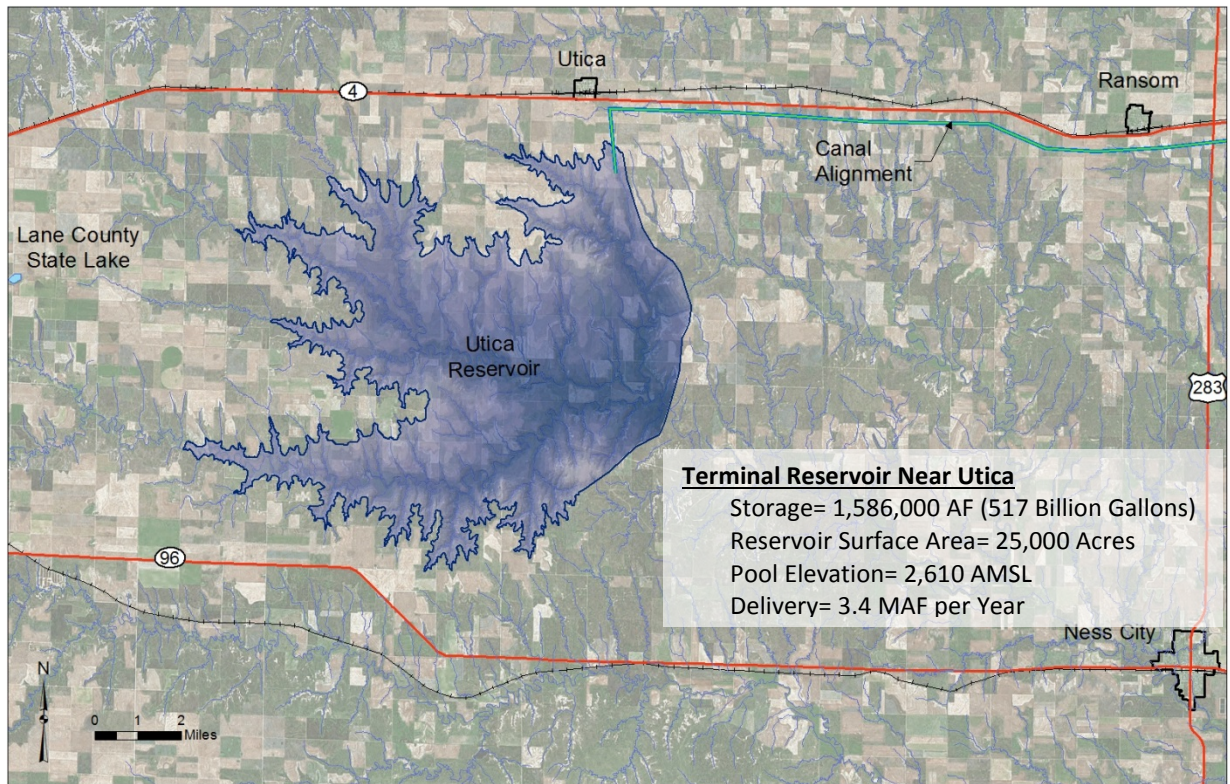 Utica
4
Ransom
Canal
Alignment
Lane County
State Lake
Utica
Reservoir
283
Terminal Reservoir Near Utica
Storage= 1,586,000 AF (517 Billion Gallons)
Reservoir Surface Area= 25,000 Acres
Pool Elevation= 2,610 AMSL
Delivery= 3.4 MAF per Year
96
Ness City
N
0 1 2
Miles